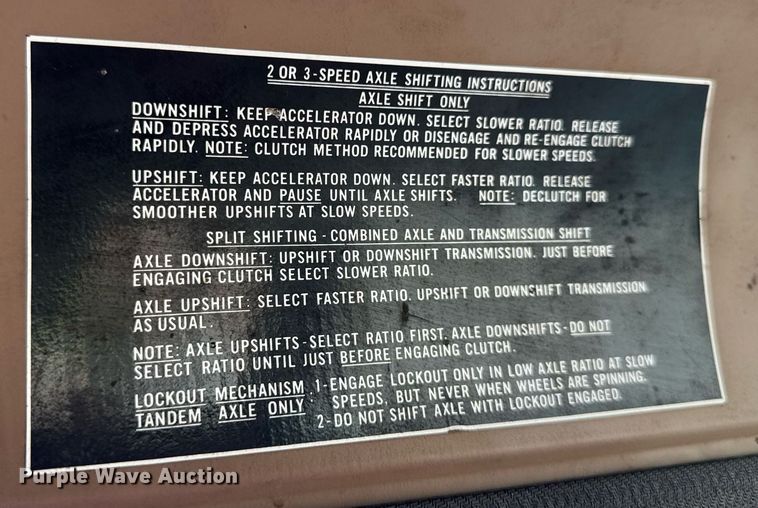 2 OR 3-SPEED AXLE SHIFTING INSTRUCTIONS
AXLE SHIFT ONLY
DOWNSHIFT: KEEP ACCELERATOR DOWN. SELECT SLOWER RATIO. RELEASE
AND DEPRESS ACCELERATOR RAPIDLY OR DISENGAGE AND RE-ENGAGE CLUTCH
RAPIDLY. NOTE: CLUTCH METHOD RECOMMENDED FOR SLOWER SPEEDS.
UPSHIFT: KEEP ACCELERATOR DOWN. SELECT FASTER RATIO. RELEASE
ACCELERATOR AND PAUSE UNTIL AXLE SHIFTS. NOTE: DECLUTCH FOR
SMOOTHER UPSHIFTS AT SLOW SPEEDS.
SPLIT SHIFTING - COMBINED AXLE AND TRANSMISSION SHIFT
AXLE DOWNSHIFT: UPSHIFT OR DOWNSHIFT TRANSMISSION. JUST BEFORE
ENGAGING CLUTCH SELECT SLOWER RATIO.
AXLE UPSHIFT: SELECT FASTER RATIO. UPSHIFT OR DOWNSHIFT TRANSMISSION
AS USUAL.
NOTE: AXLE UPSHIFTS - SELECT RATIO FIRST. AXLE DOWNSHIFTS - DO NOT
SELECT RATIO UNTIL JUST BEFORE ENGAGING CLUTCH.
LOCKOUT MECHANISM 1-ENGAGE LOCKOUT ONLY IN LOW AXLE RATIO AT SLOW
TANDEM AXLE ONLY : SPEEDS, BUT NEVER WHEN WHEELS ARE SPINNING.
2-DO NOT SHIFT AXLE WITH LOCKOUT ENGAGED.
Purple Wave Auction